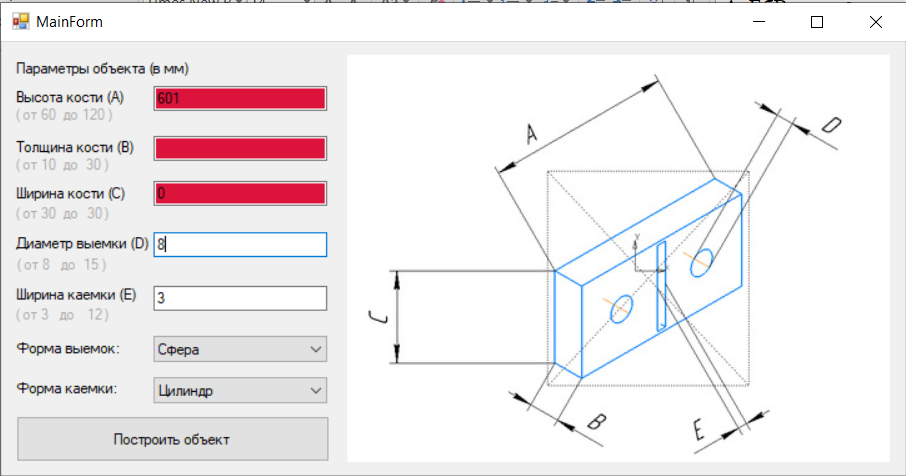 MainForm
Параметры объекта (в мм)
Высота кости (A)
601
( от 60 до 120 )
Толщина кости (B)
( от 10 до 30 )
Ширина кости (C)
0
( от 30 до 30 )
Диаметр выемки (D)
8
( от 8 до 15 )
Ширина каемки (E)
3
( от 3 до 12 )
Форма выемок:
Сфера
Форма каемки:
Цилиндр
Построить объект
A
D
Y
C
B
E